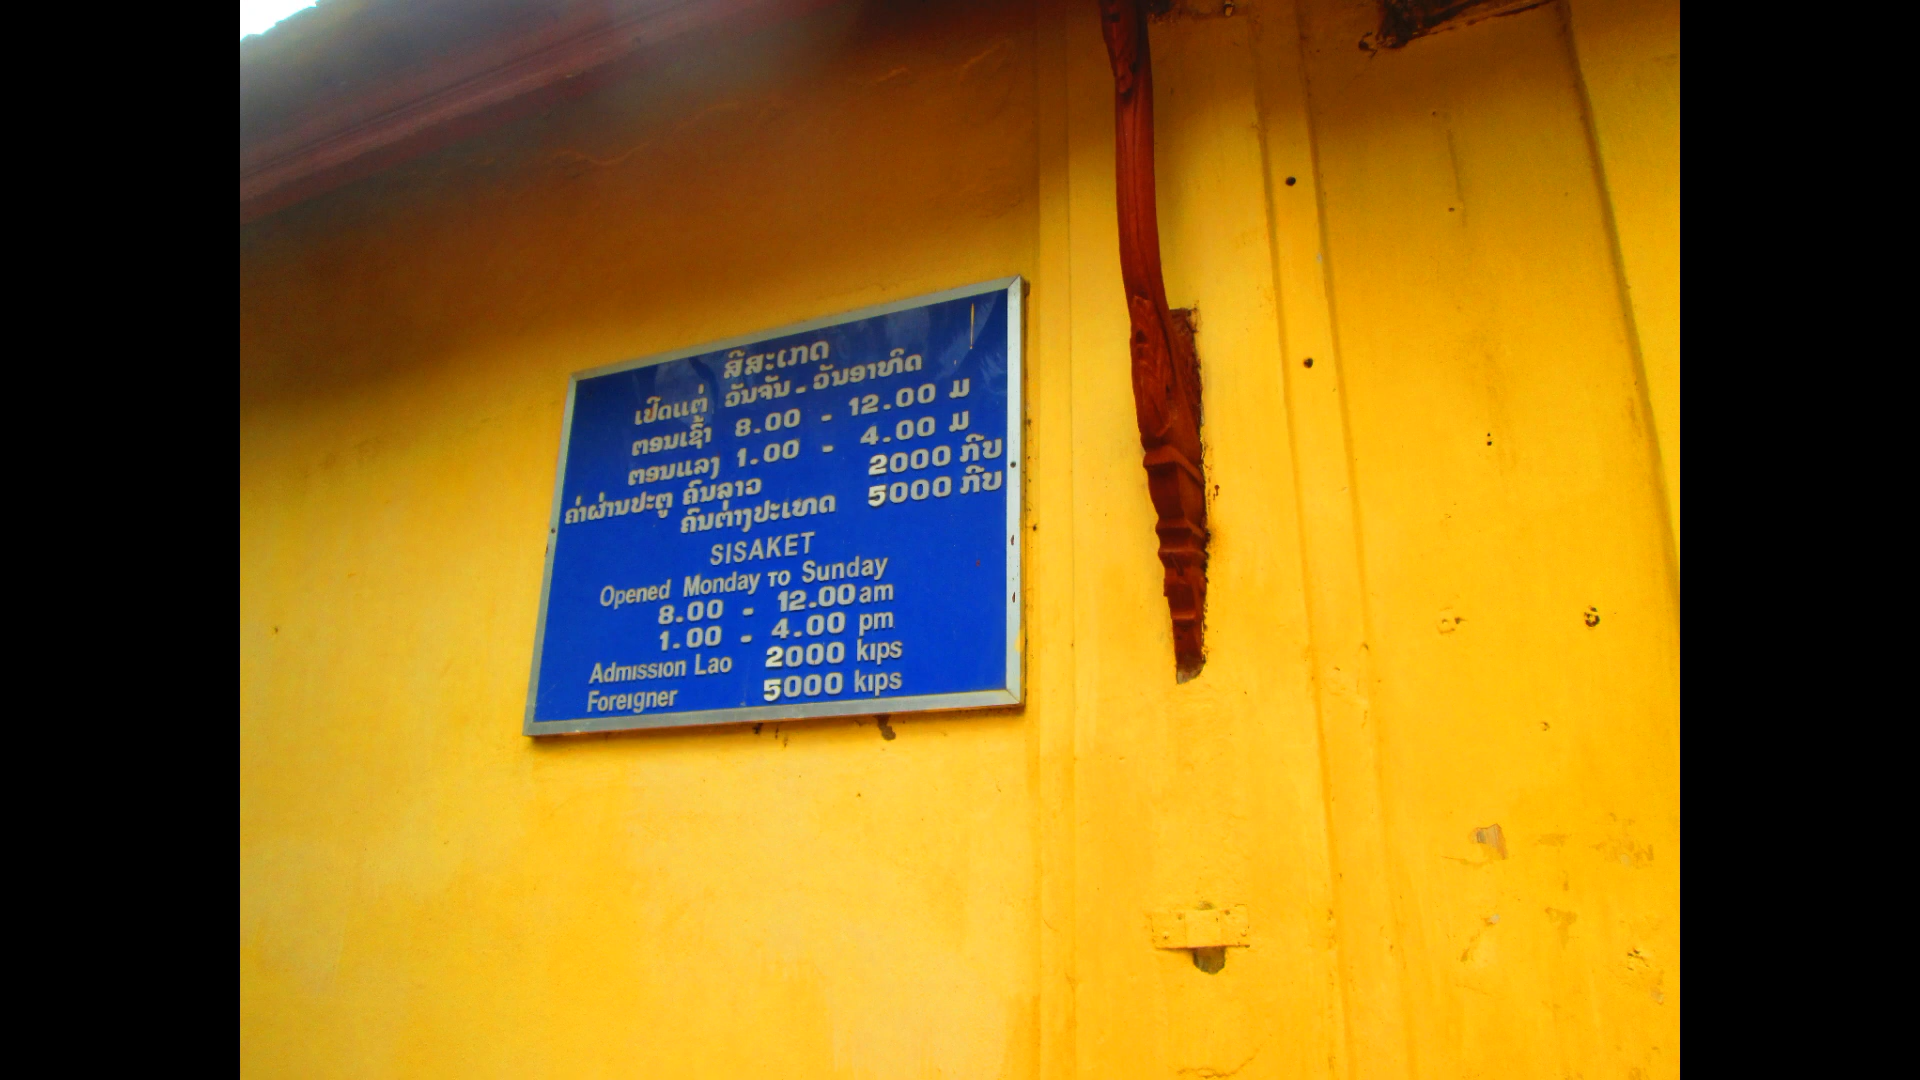 ສີສະເກດ
ເປີດແຕ່ ວັນຈັນ - ວັນອາທິດ
ຕອນເຊົ້າ 8.00 - 12.00 ມ
ຕອນແລງ 1.00 - 4.00 ມ
ຄ່າຜ່ານປະຕູ ຄົນລາວ 2000 ກີບ
ຄົນຕ່າງປະເທດ 5000 ກີບ
SISAKET
Opened Monday TO Sunday
8.00 - 12.00 am
1.00 - 4.00 pm
Admission Lao 2000 kips
Foreigner 5000 kips